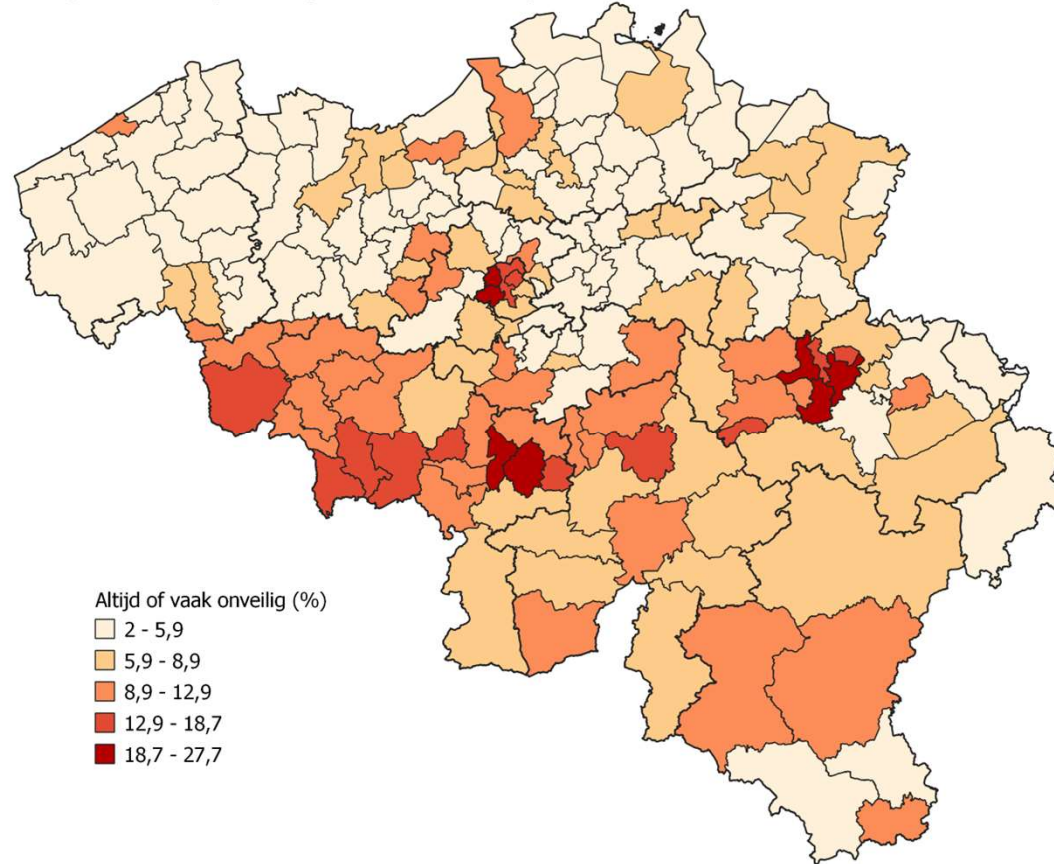 Altijd of vaak onveilig (%)
2 - 5,9
5,9 - 8,9
8,9 - 12,9
12,9 - 18,7
18,7 - 27,7